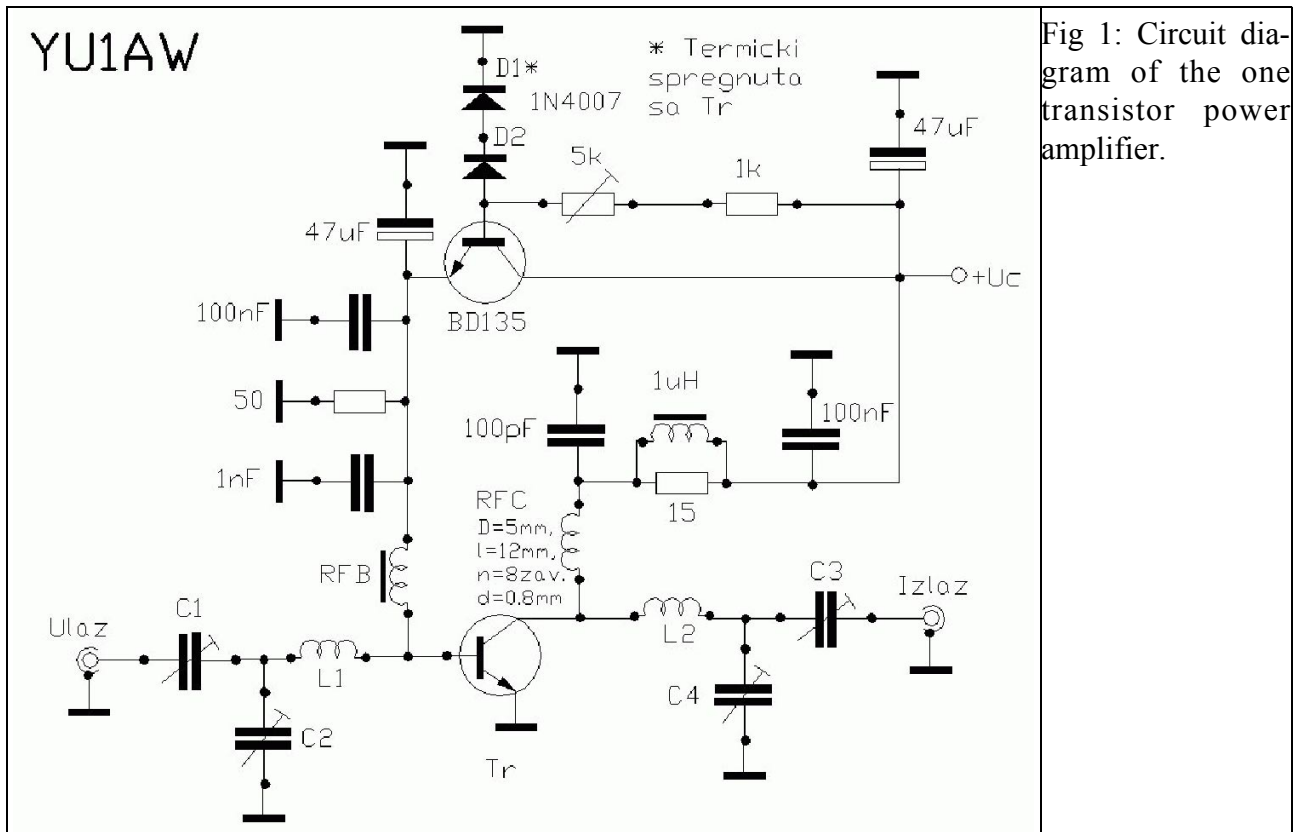 YU1AW
D1*
1N4007
D2
* Termicki
spregnuta
sa Tr
47uF
5k
1k
47uF
+Uc
BD135
100nF
50
1nF
1uH
100pF
100nF
15
RFC
D=5mm,
l=12mm,
n=8zav.
d=0.8mm
RFB
C1
Ulaz
L1
C2
Tr
L2
C3
Izlaz
C4
Fig 1: Circuit dia-
gram of the one
transistor power
amplifier.